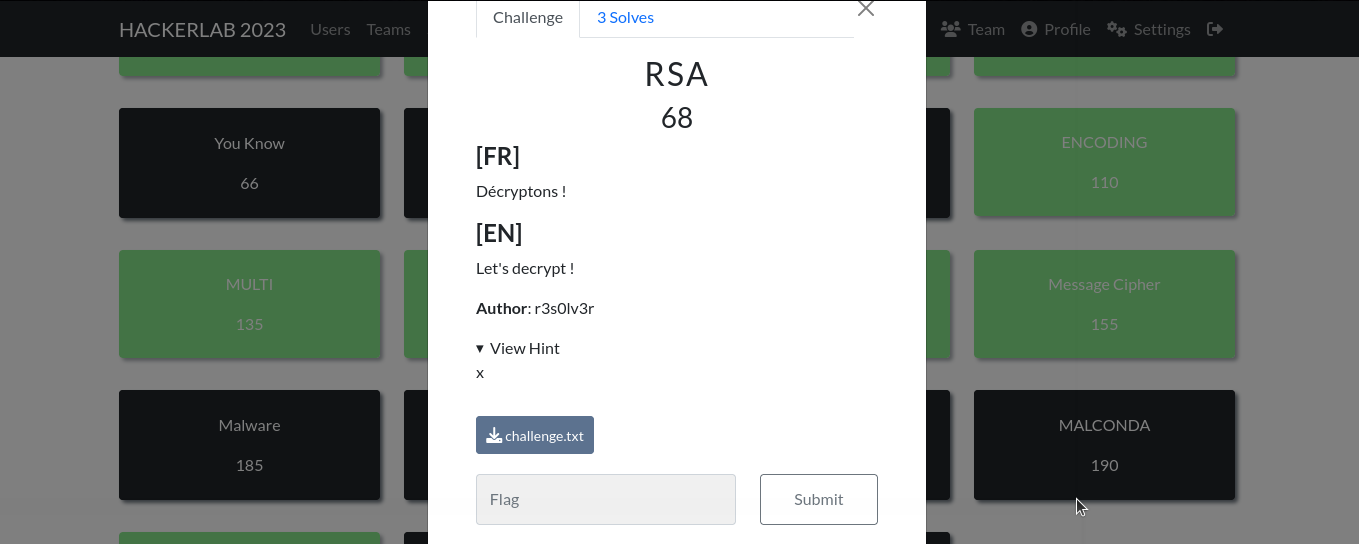 HACKERLAB 2023 Users Teams Team Profile Settings
Challenge 3 Solves
RSA
68
[FR]
Décryptons !
[EN]
Let's decrypt !
Author: r3s0lv3r
▾ View Hint
x
challenge.txt
Flag Submit
You Know
66
ENCODING
110
MULTI
135
Message Cipher
155
Malware
185
MALCONDA
190